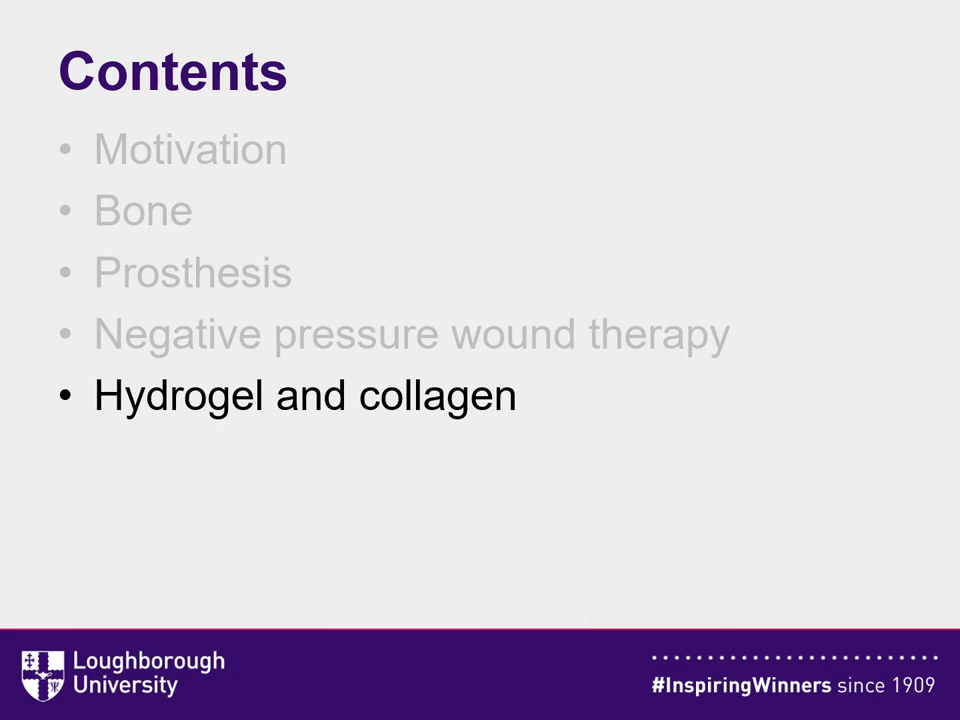 Contents
• Motivation
• Bone
• Prosthesis
• Negative pressure wound therapy
• Hydrogel and collagen
Loughborough
University
#InspiringWinners since 1909